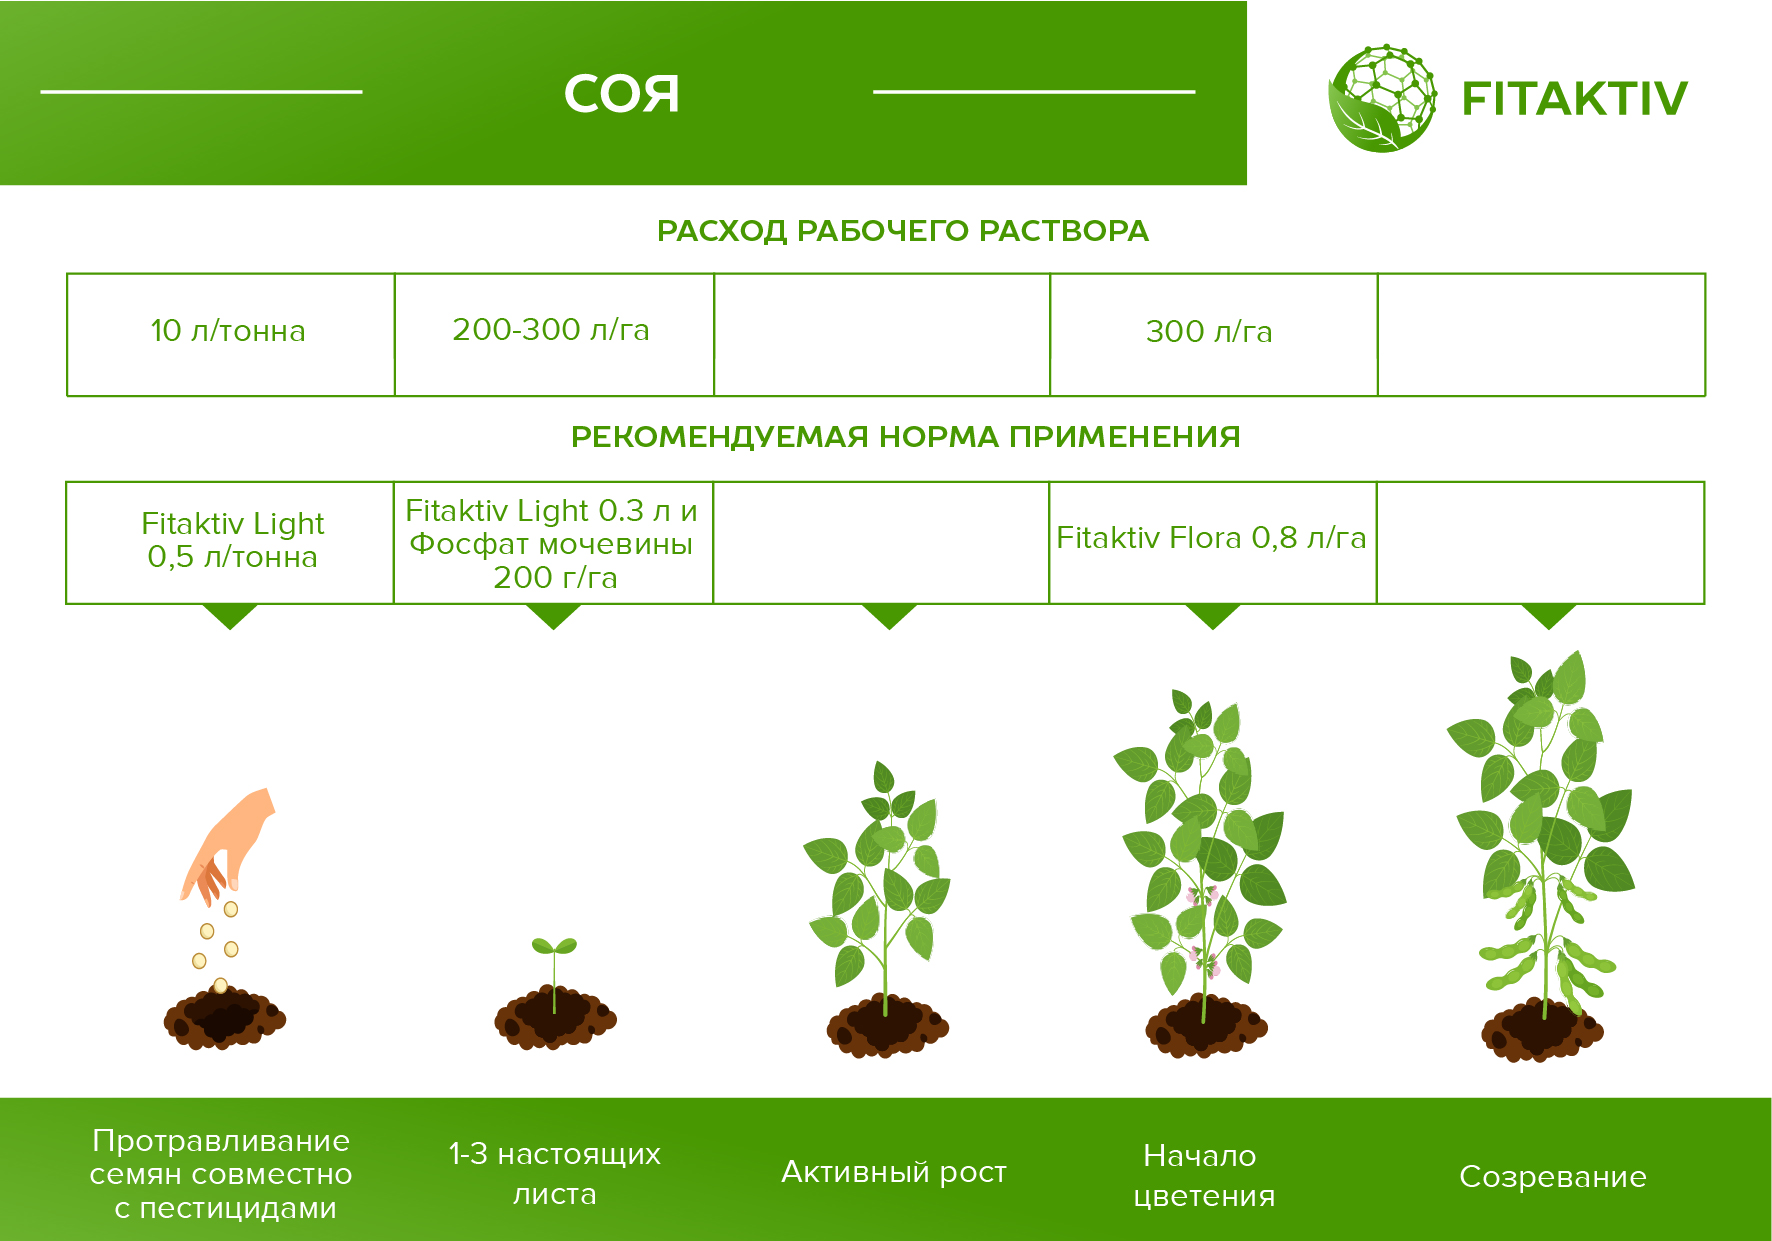 СОЯ
FITAKTIV
РАСХОД РАБОЧЕГО РАСТВОРА
10 л/тонна
200-300 л/га
300 л/га
РЕКОМЕНДУЕМАЯ НОРМА ПРИМЕНЕНИЯ
Fitaktiv Light
0,5 л/тонна
Fitaktiv Light 0.3 л и
Фосфат мочевины
200 г/га
Fitaktiv Flora 0,8 л/га
Протравливание
семян совместно
с пестицидами
1-3 настоящих
листа
Активный рост
Начало
цветения
Созревание